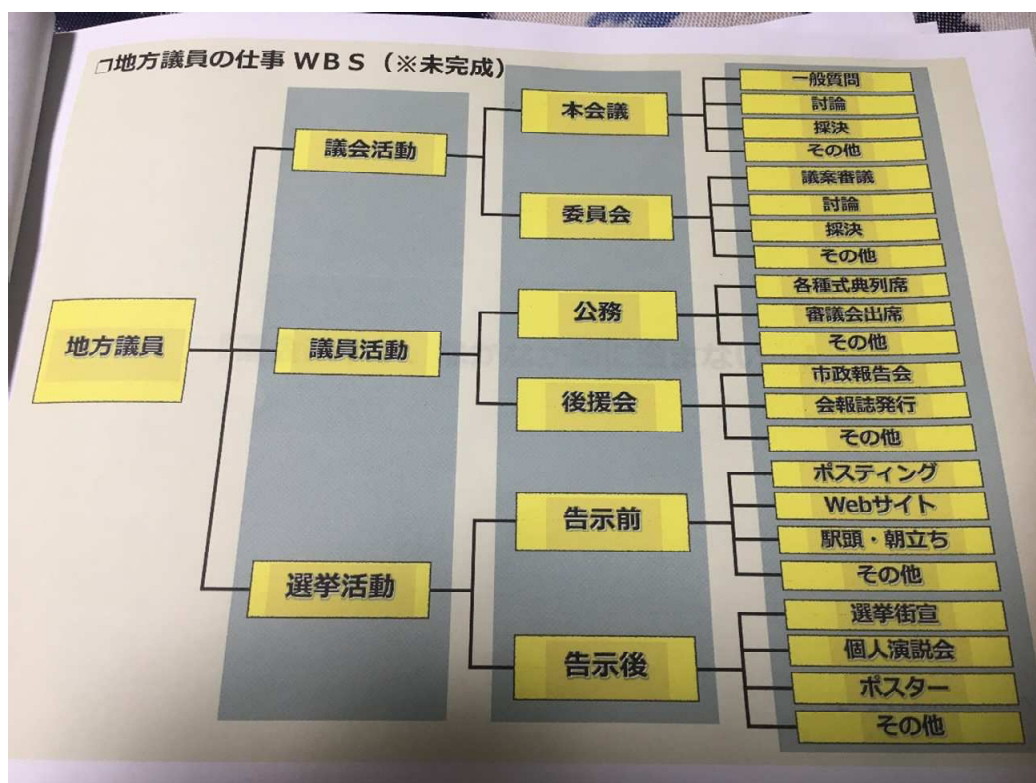 □地方議員の仕事 WBS (※未完成)
地方議員
議会活動
本会議
一般質問
討論
採決
その他
委員会
議案審議
討論
採決
その他
議員活動
公務
各種式典列席
審議会出席
その他
後援会
市政報告会
会報誌発行
その他
選挙活動
告示前
ポスティング
Webサイト
駅頭・朝立ち
その他
告示後
選挙街宣
個人演説会
ポスター
その他